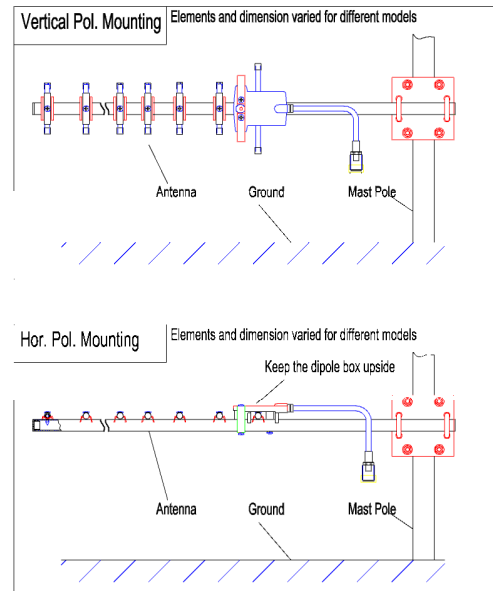 Vertical Pol. Mounting
Elements and dimension varied for different models
Antenna
Ground
Mast Pole
Hor. Pol. Mounting
Elements and dimension varied for different models
Keep the dipole box upside
Antenna
Ground
Mast Pole